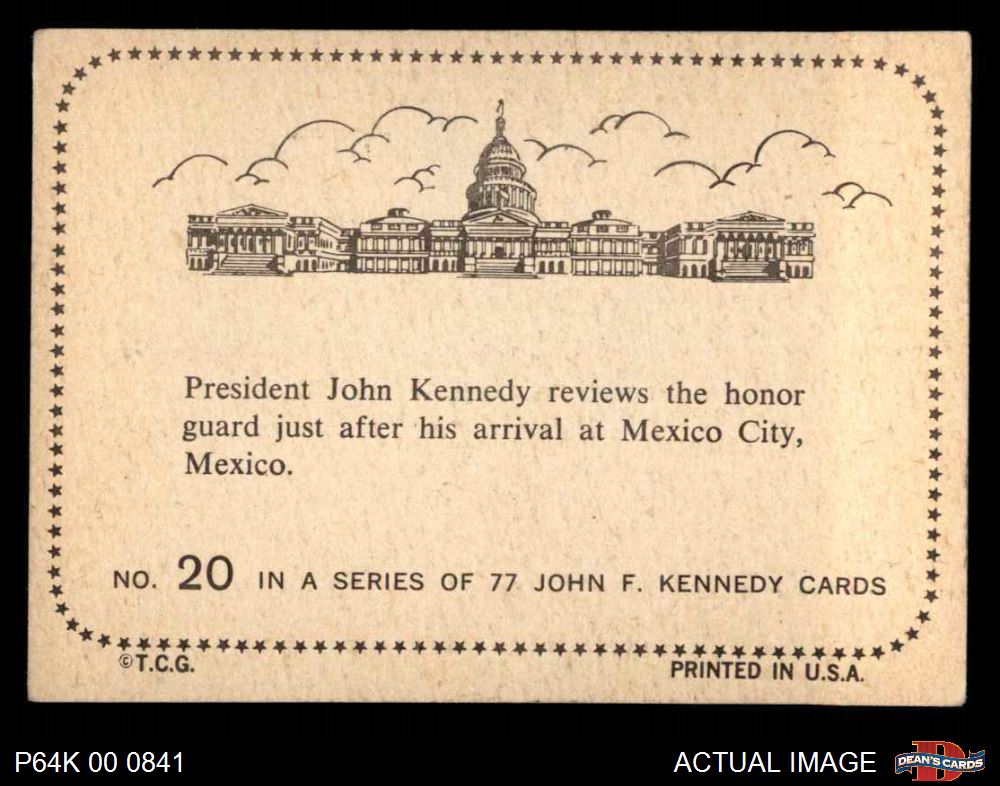 President John Kennedy reviews the honor
guard just after his arrival at Mexico City,
Mexico.
NO. 20 IN A SERIES OF 77 JOHN F. KENNEDY CARDS
©T.C.G.
PRINTED IN U.S.A.
P64K 00 0841
ACTUAL IMAGE
D
DEAN'S CARDS